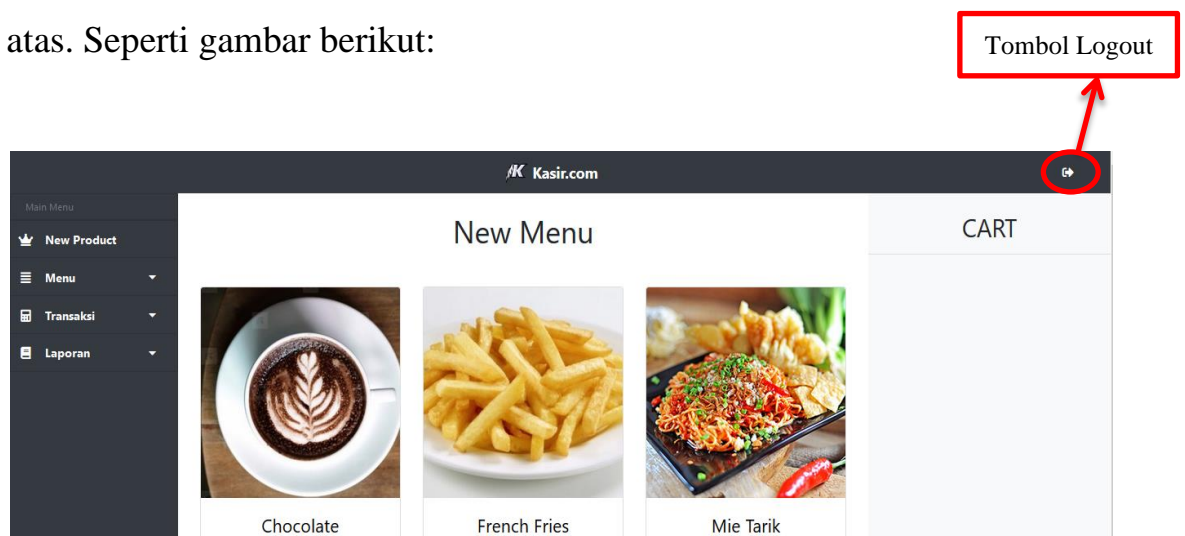 atas. Seperti gambar berikut:
Tombol Logout
Kasir.com
Main Menu
New Product
Menu
Transaksi
Laporan
New Menu
CART
Chocolate
French Fries
Mie Tarik